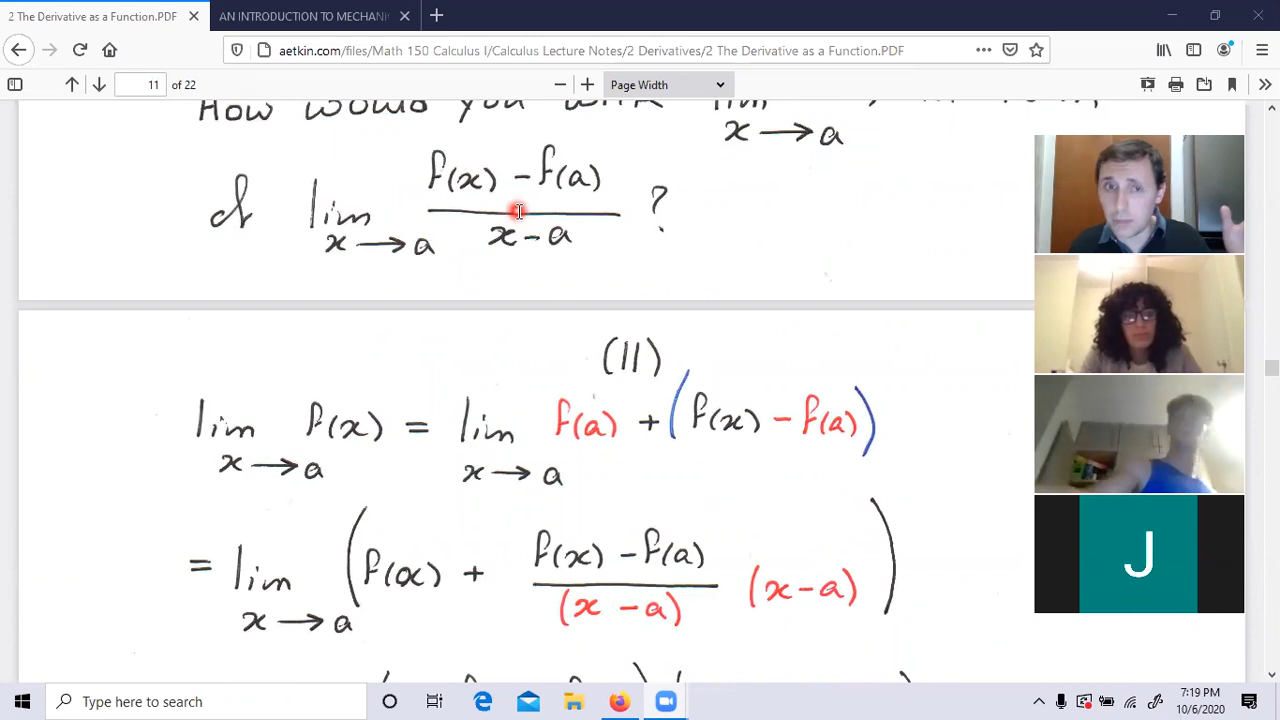 2 The Derivative as a Function.PDF × AN INTRODUCTION TO MECHANI × +
aetkin.com/files/Math 150 Calculus I/Calculus Lecture Notes/2 Derivatives/2 The Derivative as a Function.PDF
11 of 22 − + Page Width
How would you
x → a
of lim x → a (f(x) − f(a)) / (x − a) ?
(11)
lim x → a f(x) = lim x → a f(a) + (f(x) − f(a))
= lim x → a (f(a) + (f(x) − f(a)) / (x − a) (x − a))
J
Type here to search
7:19 PM
10/6/2020